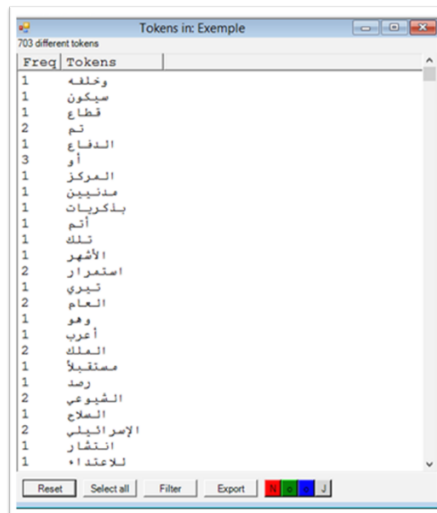 Tokens in: Exemple
703 different tokens
Freq Tokens
1 وخلفه
1 سيكون
1 قطاع
2 تم
1 الدفاع
3 أو
1 المركز
1 مدنيين
1 بذكريات
1 أتم
1 تلك
1 الأشهر
2 استمرار
1 تيري
2 العام
1 وهو
1 أعرب
2 الملك
1 مستقبلاً
1 رصد
2 الشيوعي
1 السلاح
2 الإسرائيلي
1 انتشار
1 للاعتداء
Reset Select all Filter Export N o o J